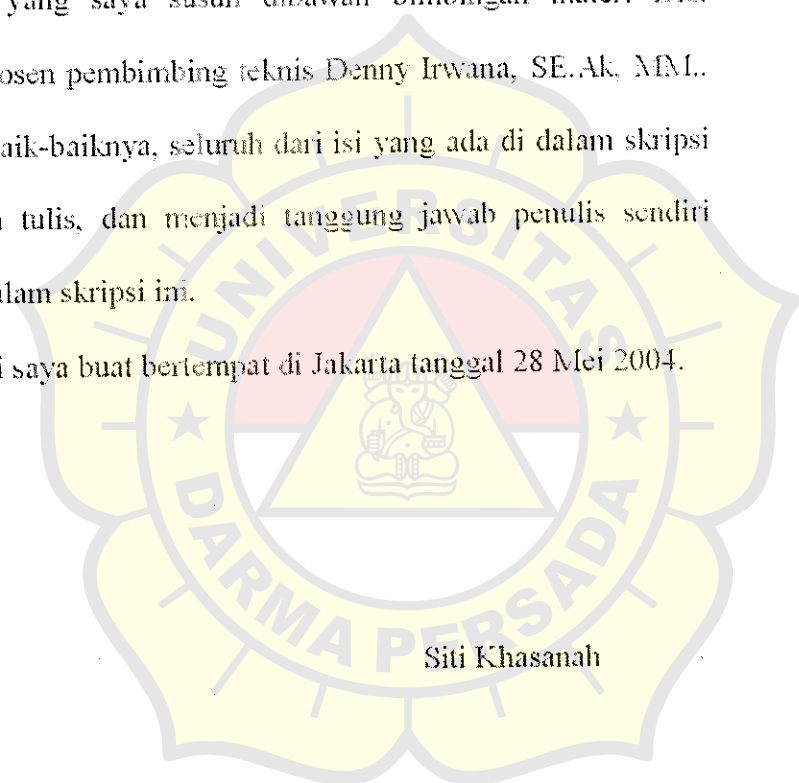 yang saya susun dibawah bimbingan materi
osen pembimbing teknis Denny Irwana, SE.Ak, MM..
aik-baiknya, seluruh dari isi yang ada di dalam skripsi
tulis, dan menjadi tanggung jawab penulis sendiri
alam skripsi ini.
i saya buat bertempat di Jakarta tanggal 28 Mei 2004.
Siti Khasanah
UNIVERSITAS
DARMA PERSADA